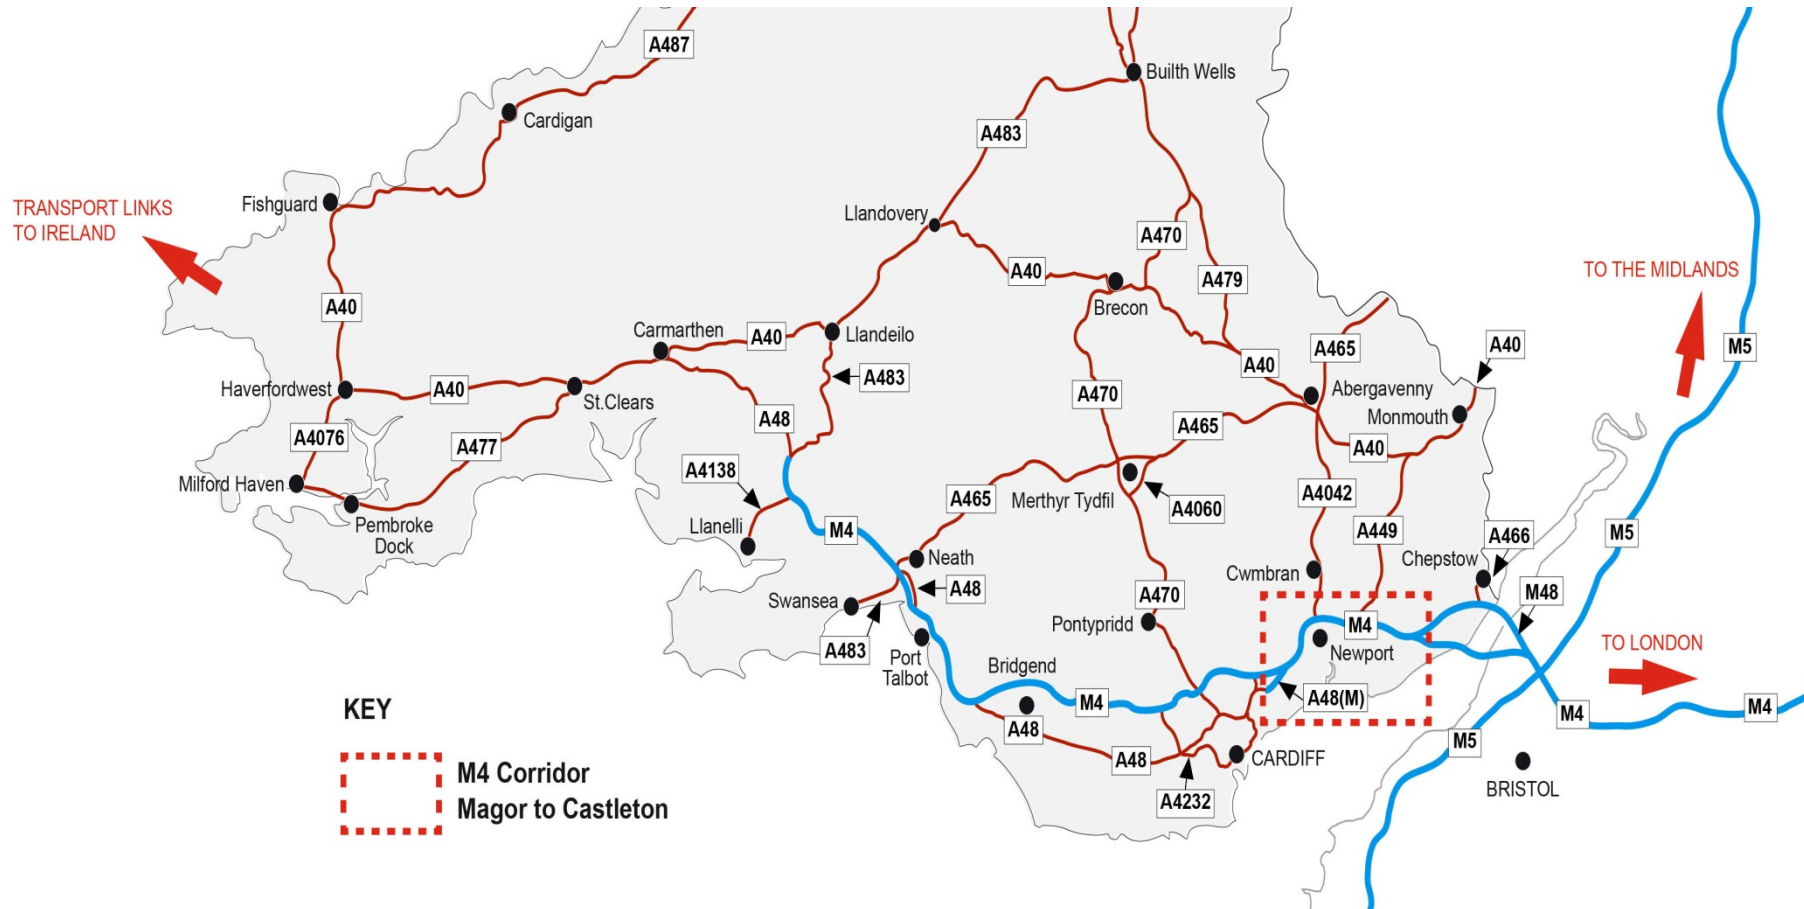 A487
Builth Wells
Cardigan
A483
TRANSPORT LINKS
TO IRELAND
Fishguard
Llandovery
A470
A40
A479
TO THE MIDLANDS
Brecon
A40
Carmarthen
A40
Llandeilo
A465
A40
M5
A483
A40
Haverfordwest
A40
St.Clears
A470
Abergavenny
Monmouth
A48
A465
A4076
A477
A40
A4138
Milford Haven
A465
Merthyr Tydfil
A4060
A4042
A449
Pembroke
Dock
Llanelli
M4
M5
A466
Chepstow
Neath
Cwmbran
A48
A470
M48
Swansea
Pontypridd
M4
A483
Port
Talbot
Bridgend
Newport
TO LONDON
M4
A48(M)
M4
M4
KEY
A48
M5
A48
CARDIFF
M4 Corridor
Magor to Castleton
A4232
BRISTOL